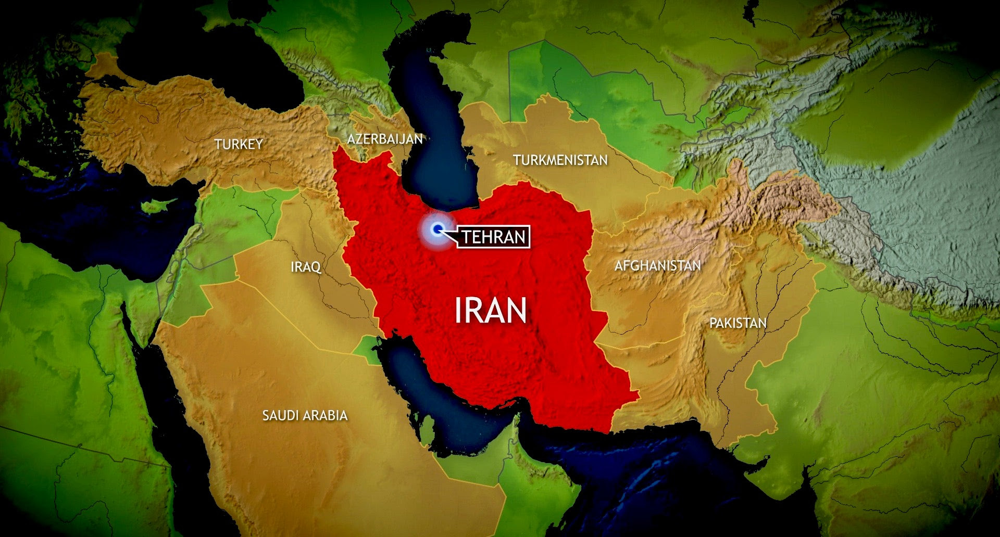 TURKEY
AZERBAIJAN
TURKMENISTAN
TEHRAN
IRAQ
AFGHANISTAN
IRAN
PAKISTAN
SAUDI ARABIA